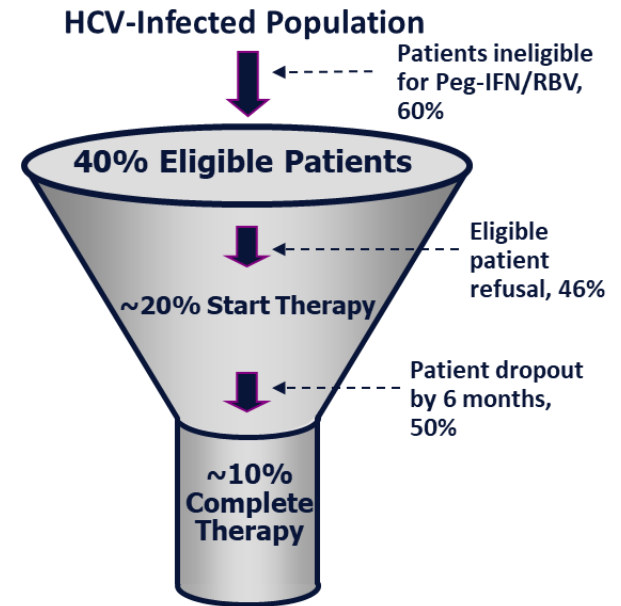 HCV-Infected Population
Patients ineligible
for Peg-IFN/RBV,
60%
40% Eligible Patients
Eligible
patient
refusal, 46%
~20% Start Therapy
Patient dropout
by 6 months,
50%
~10%
Complete
Therapy